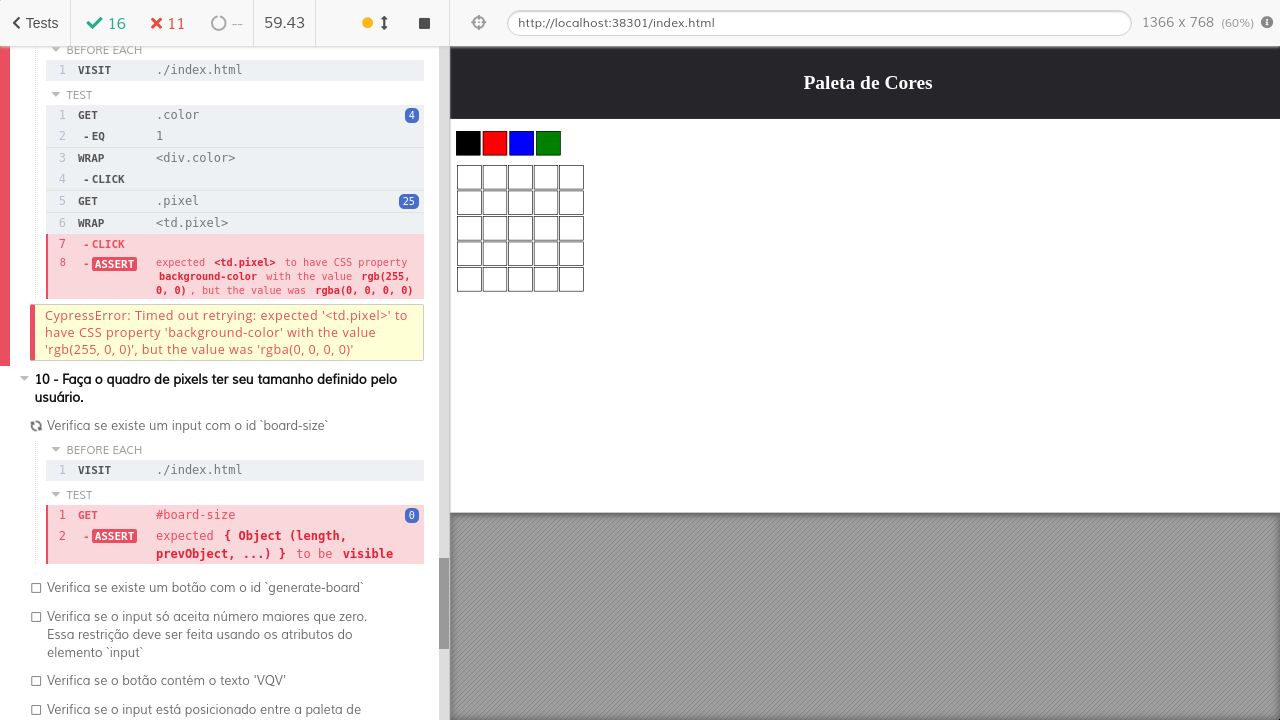 Tests
16
11
--
59.43
http://localhost:38301/index.html
1366 x 768 (60%)
BEFORE EACH
1 VISIT ./index.html
TEST
1 GET .color 4
2 - EQ 1
3 WRAP <div.color>
4 - CLICK
5 GET .pixel 25
6 WRAP <td.pixel>
7 - CLICK
8 - ASSERT expected <td.pixel> to have CSS property
background-color with the value rgb(255,
0, 0) , but the value was rgba(0, 0, 0, 0)
CypressError: Timed out retrying: expected '<td.pixel>' to
have CSS property 'background-color' with the value
'rgb(255, 0, 0)', but the value was 'rgba(0, 0, 0, 0)'
10 - Faça o quadro de pixels ter seu tamanho definido pelo
usuário.
Verifica se existe um input com o id `board-size`
BEFORE EACH
1 VISIT ./index.html
TEST
1 GET #board-size 0
2 - ASSERT expected { Object (length,
prevObject, ...) } to be visible
Verifica se existe um botão com o id `generate-board`
Verifica se o input só aceita número maiores que zero.
Essa restrição deve ser feita usando os atributos do
elemento `input`
Verifica se o botão contém o texto 'VQV'
Verifica se o input está posicionado entre a paleta de
Paleta de Cores